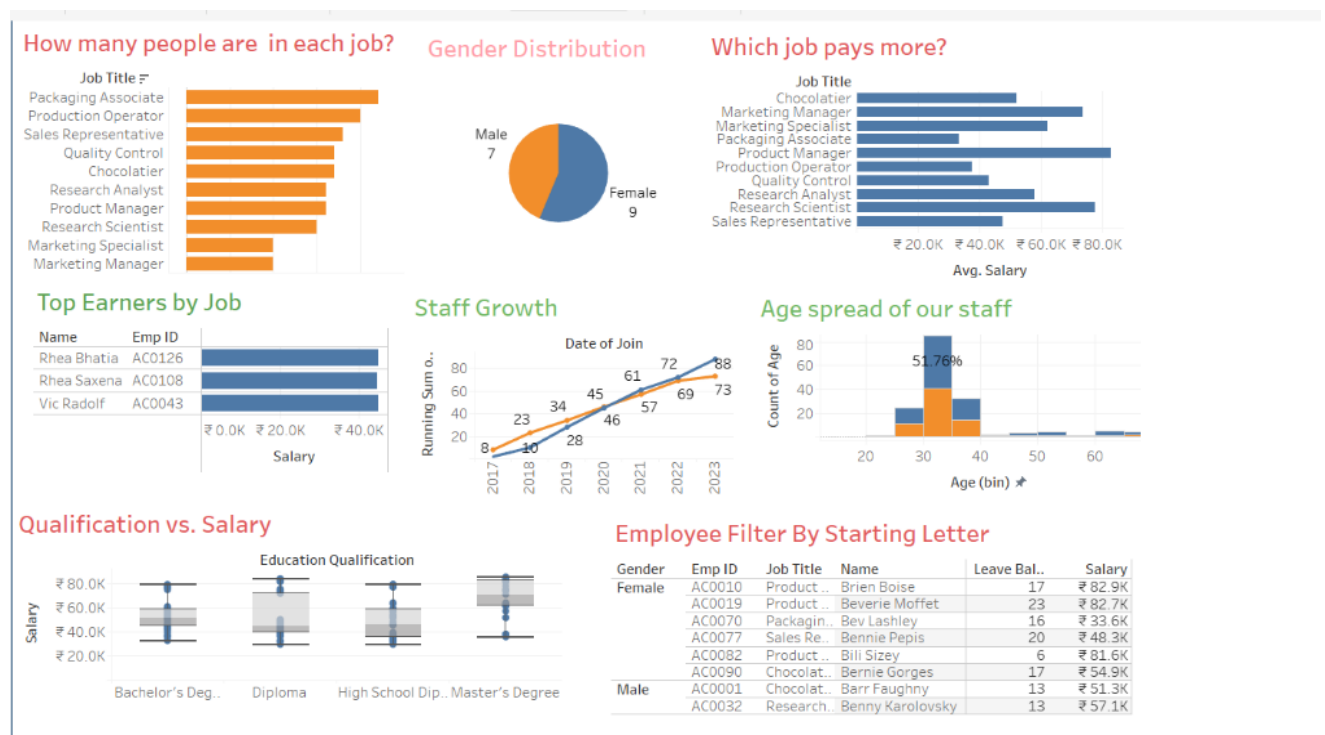 How many people are in each job?
Job Title
Packaging Associate
Production Operator
Sales Representative
Quality Control
Chocolatier
Research Analyst
Product Manager
Research Scientist
Marketing Specialist
Marketing Manager
Gender Distribution
Male
7
Female
9
Which job pays more?
Job Title
Chocolatier
Marketing Manager
Marketing Specialist
Packaging Associate
Product Manager
Production Operator
Quality Control
Research Analyst
Research Scientist
Sales Representative
₹ 20.0K ₹ 40.0K ₹ 60.0K ₹ 80.0K
Avg. Salary
Top Earners by Job
Name Emp ID
Rhea Bhatia AC0126
Rhea Saxena AC0108
Vic Radolf AC0043
₹ 0.0K ₹ 20.0K ₹ 40.0K
Salary
Staff Growth
Date of Join
Running Sum o..
80
60
40
20
8
23
10
34
28
45
46
61
57
72
69
88
73
2017 2018 2019 2020 2021 2022 2023
Age spread of our staff
Count of Age
80
60
40
20
51.76%
20 30 40 50 60
Age (bin)
Qualification vs. Salary
Education Qualification
Salary
₹ 80.0K
₹ 60.0K
₹ 40.0K
₹ 20.0K
Bachelor's Deg.. Diploma High School Dip.. Master's Degree
Employee Filter By Starting Letter
Gender Emp ID Job Title Name Leave Bal.. Salary
Female AC0010 Product .. Brien Boise 17 ₹ 82.9K
AC0019 Product .. Beverie Moffet 23 ₹ 82.7K
AC0070 Packagin.. Bev Lashley 16 ₹ 33.6K
AC0077 Sales Re.. Bennie Pepis 20 ₹ 48.3K
AC0082 Product .. Bili Sizey 6 ₹ 81.6K
AC0090 Chocolat.. Bernie Gorges 17 ₹ 54.9K
Male AC0001 Chocolat.. Barr Faughny 13 ₹ 51.3K
AC0032 Research.. Benny Karolovsky 13 ₹ 57.1K